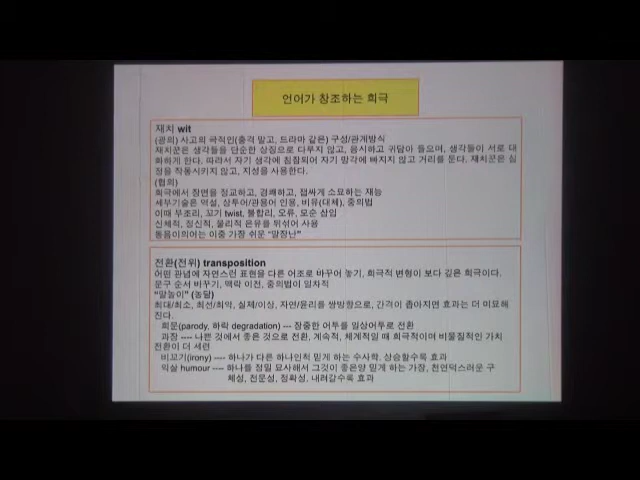 언어가 창조하는 희극
재치 wit
(광의) 사고의 극적인(충격 말고, 드라마 같은) 구성/관계방식
재치꾼은 생각들을 단순한 상징으로 다루지 않고, 응시하고 귀담아 들으며, 생각들이 서로 대
화하게 한다. 따라서 자기 생각에 침잠되어 자기 망각에 빠지지 않고 거리를 둔다. 재치꾼은 심
정을 작동시키지 않고, 지성을 사용한다.
(협의)
희극에서 장면을 정교하고, 경쾌하고, 잽싸게 소묘하는 재능
세부기술은 역설, 상투어/관용어 인용, 비유(대체), 중의법
이때 부조리, 꼬기 twist, 불합리, 오류, 모순 삽입
신체적, 정신적, 물리적 은유를 뒤섞어 사용
동음이의어는 이중 가장 쉬운 "말장난"
전환(전위) transposition
어떤 관념에 자연스런 표현을 다른 어조로 바꾸어 놓기, 희극적 변형이 보다 깊은 희극이다.
문구 순서 바꾸기, 맥락 이전, 중의법이 일차적
"말놀이" (농담)
최대/최소, 최선/최악, 실제/이상, 자연/윤리를 쌍방향으로, 간격이 좁아지면 효과는 더 미묘해
진다.
희문(parody, 하락 degradation) --- 장중한 어투를 일상어투로 전환
과장 ---- 나쁜 것에서 좋은 것으로 전환, 계속적, 체계적일 때 희극적이며 비물질적인 가치
전환이 더 세련
비꼬기(irony) ---- 하나가 다른 하나인척 믿게 하는 수사학, 상승할수록 효과
익살 humour ---- 하나를 정밀 묘사해서 그것이 좋은양 믿게 하는 가장, 천연덕스러운 구
체성, 전문성, 정확성, 내려갈수록 효과